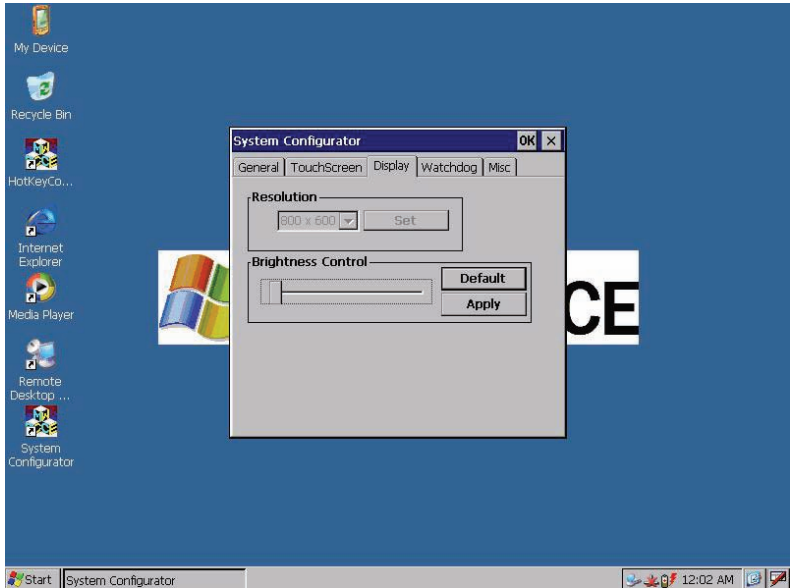 My Device
Recycle Bin
HotKeyCo...
Internet
Explorer
Media Player
Remote
Desktop ...
System
Configurator
System Configurator
OK
General
TouchScreen
Display
Watchdog
Misc
Resolution
800 x 600
Set
Brightness Control
Default
Apply
CE
Start
System Configurator
12:02 AM